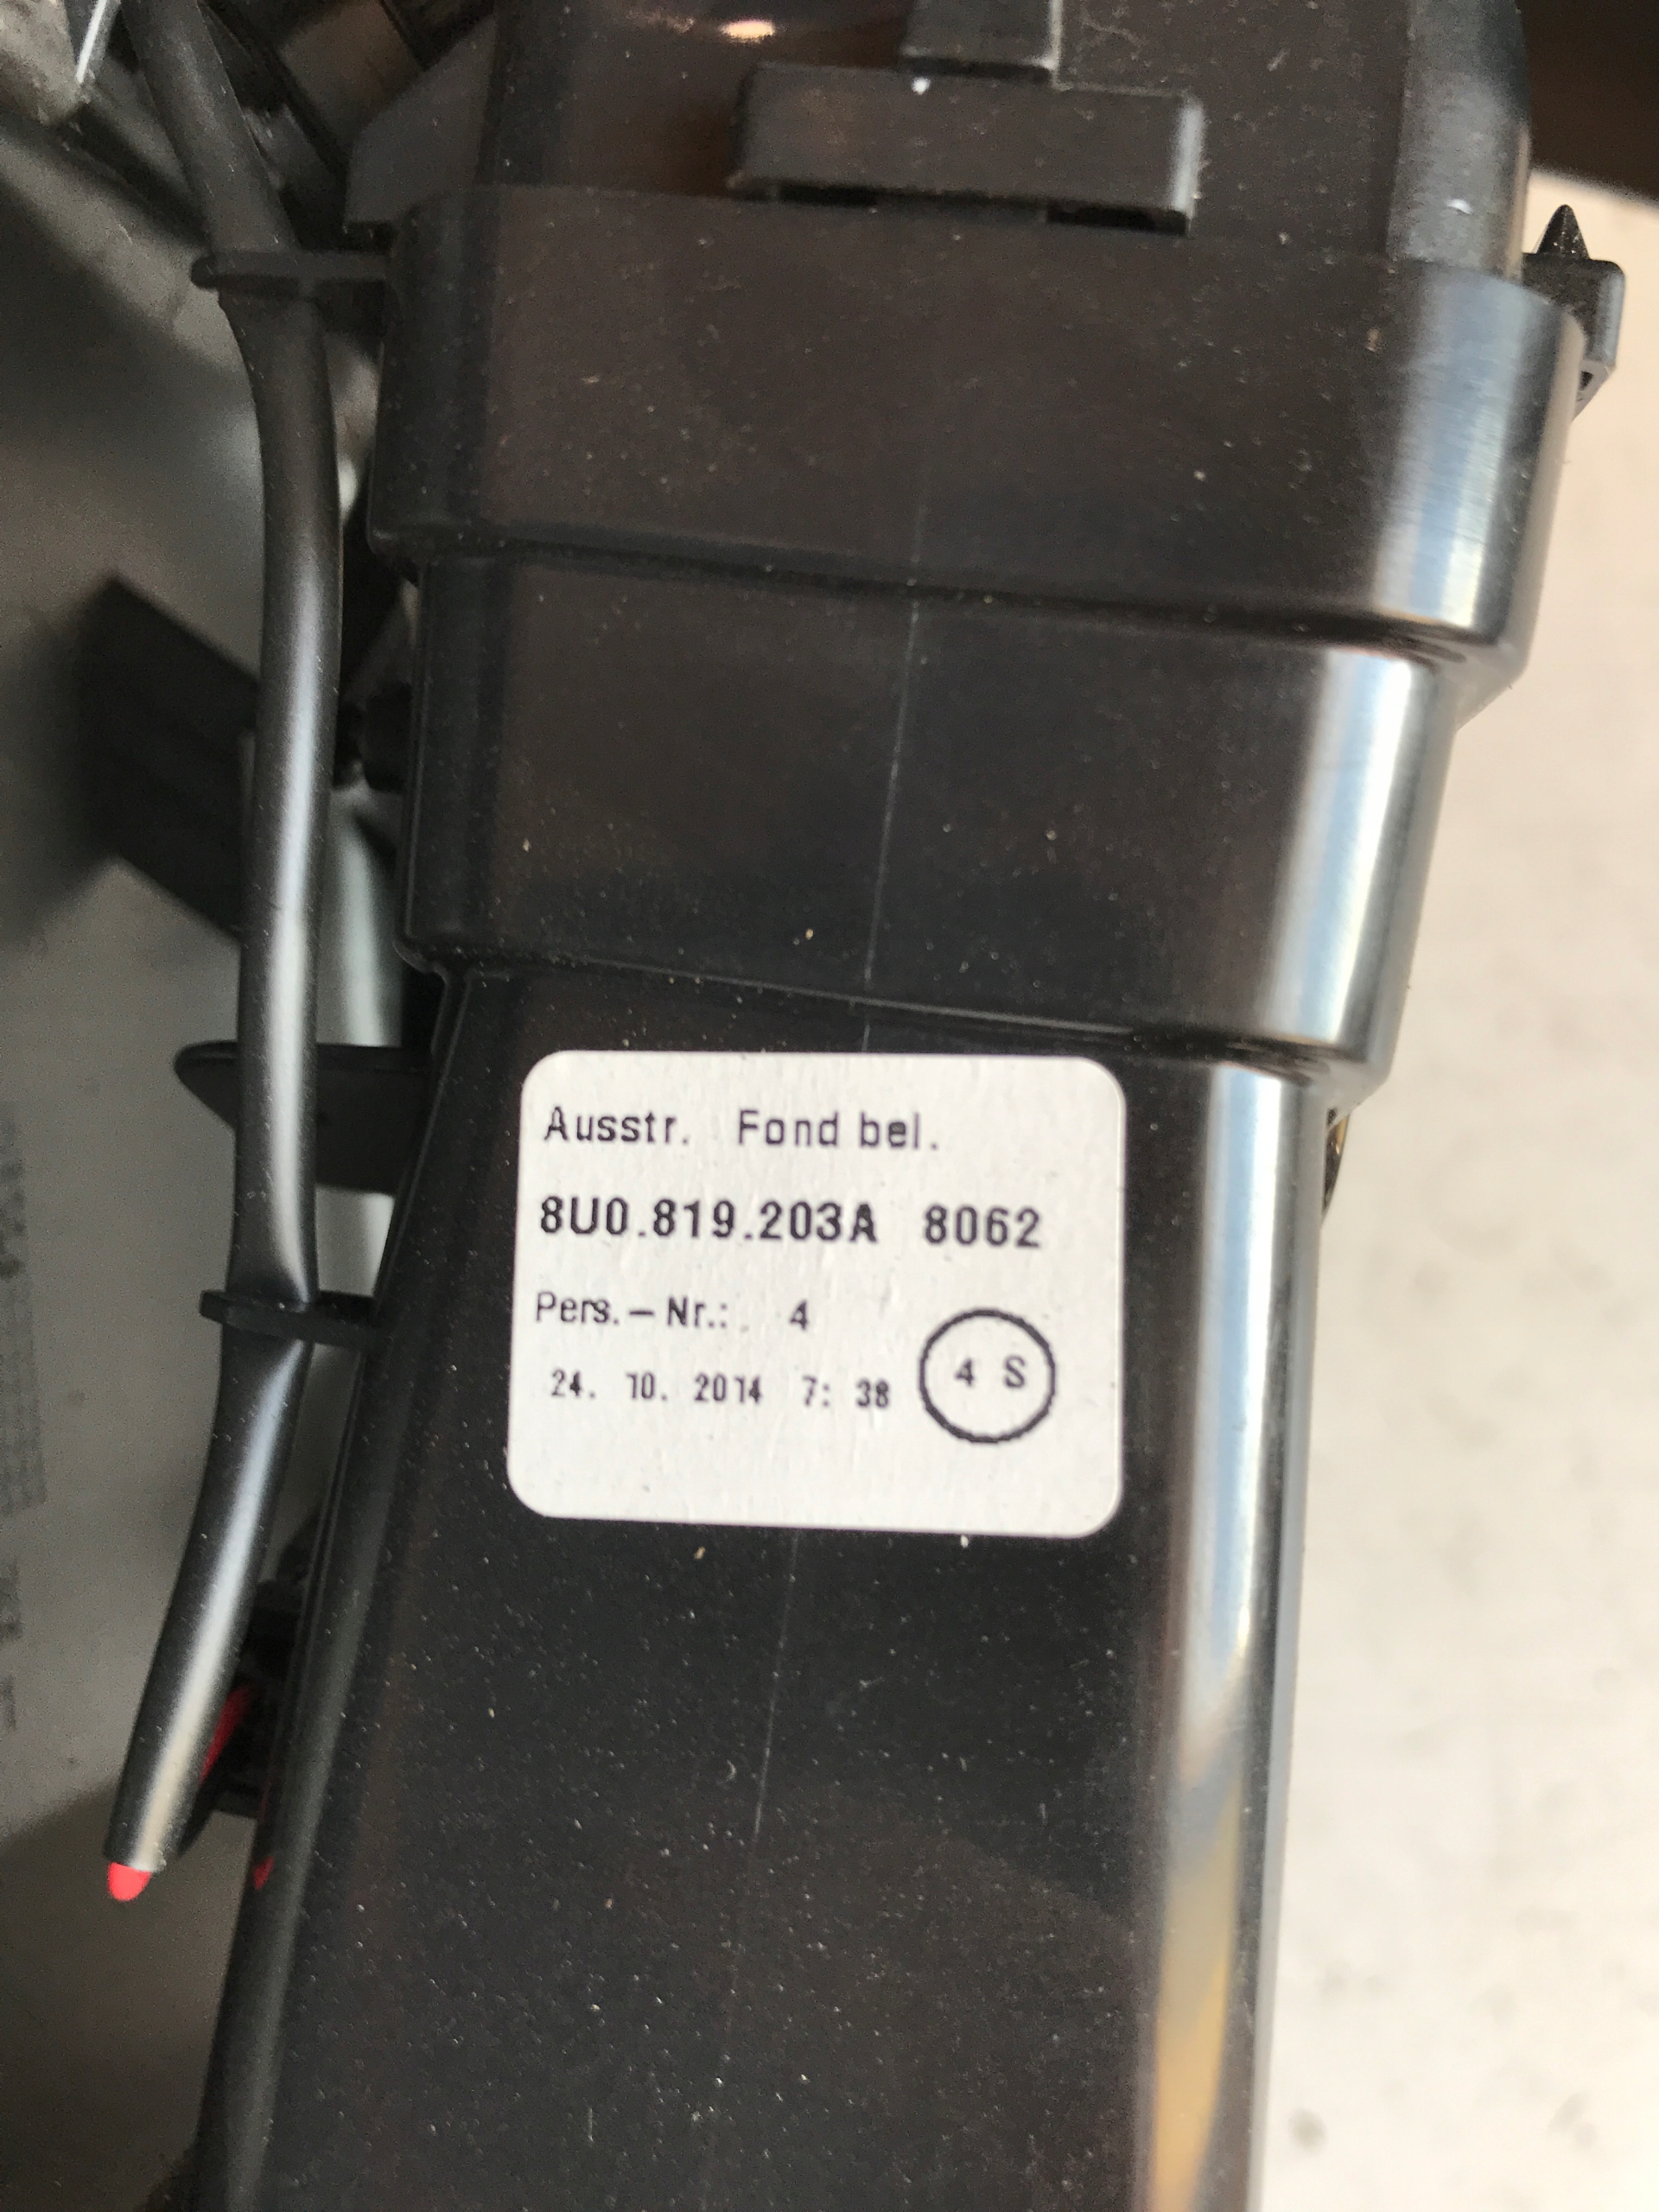 Ausstr. Fond bel.
8U0.819.203A 8062
Pers.-Nr.: 4
24. 10. 2014 7: 38
4 S